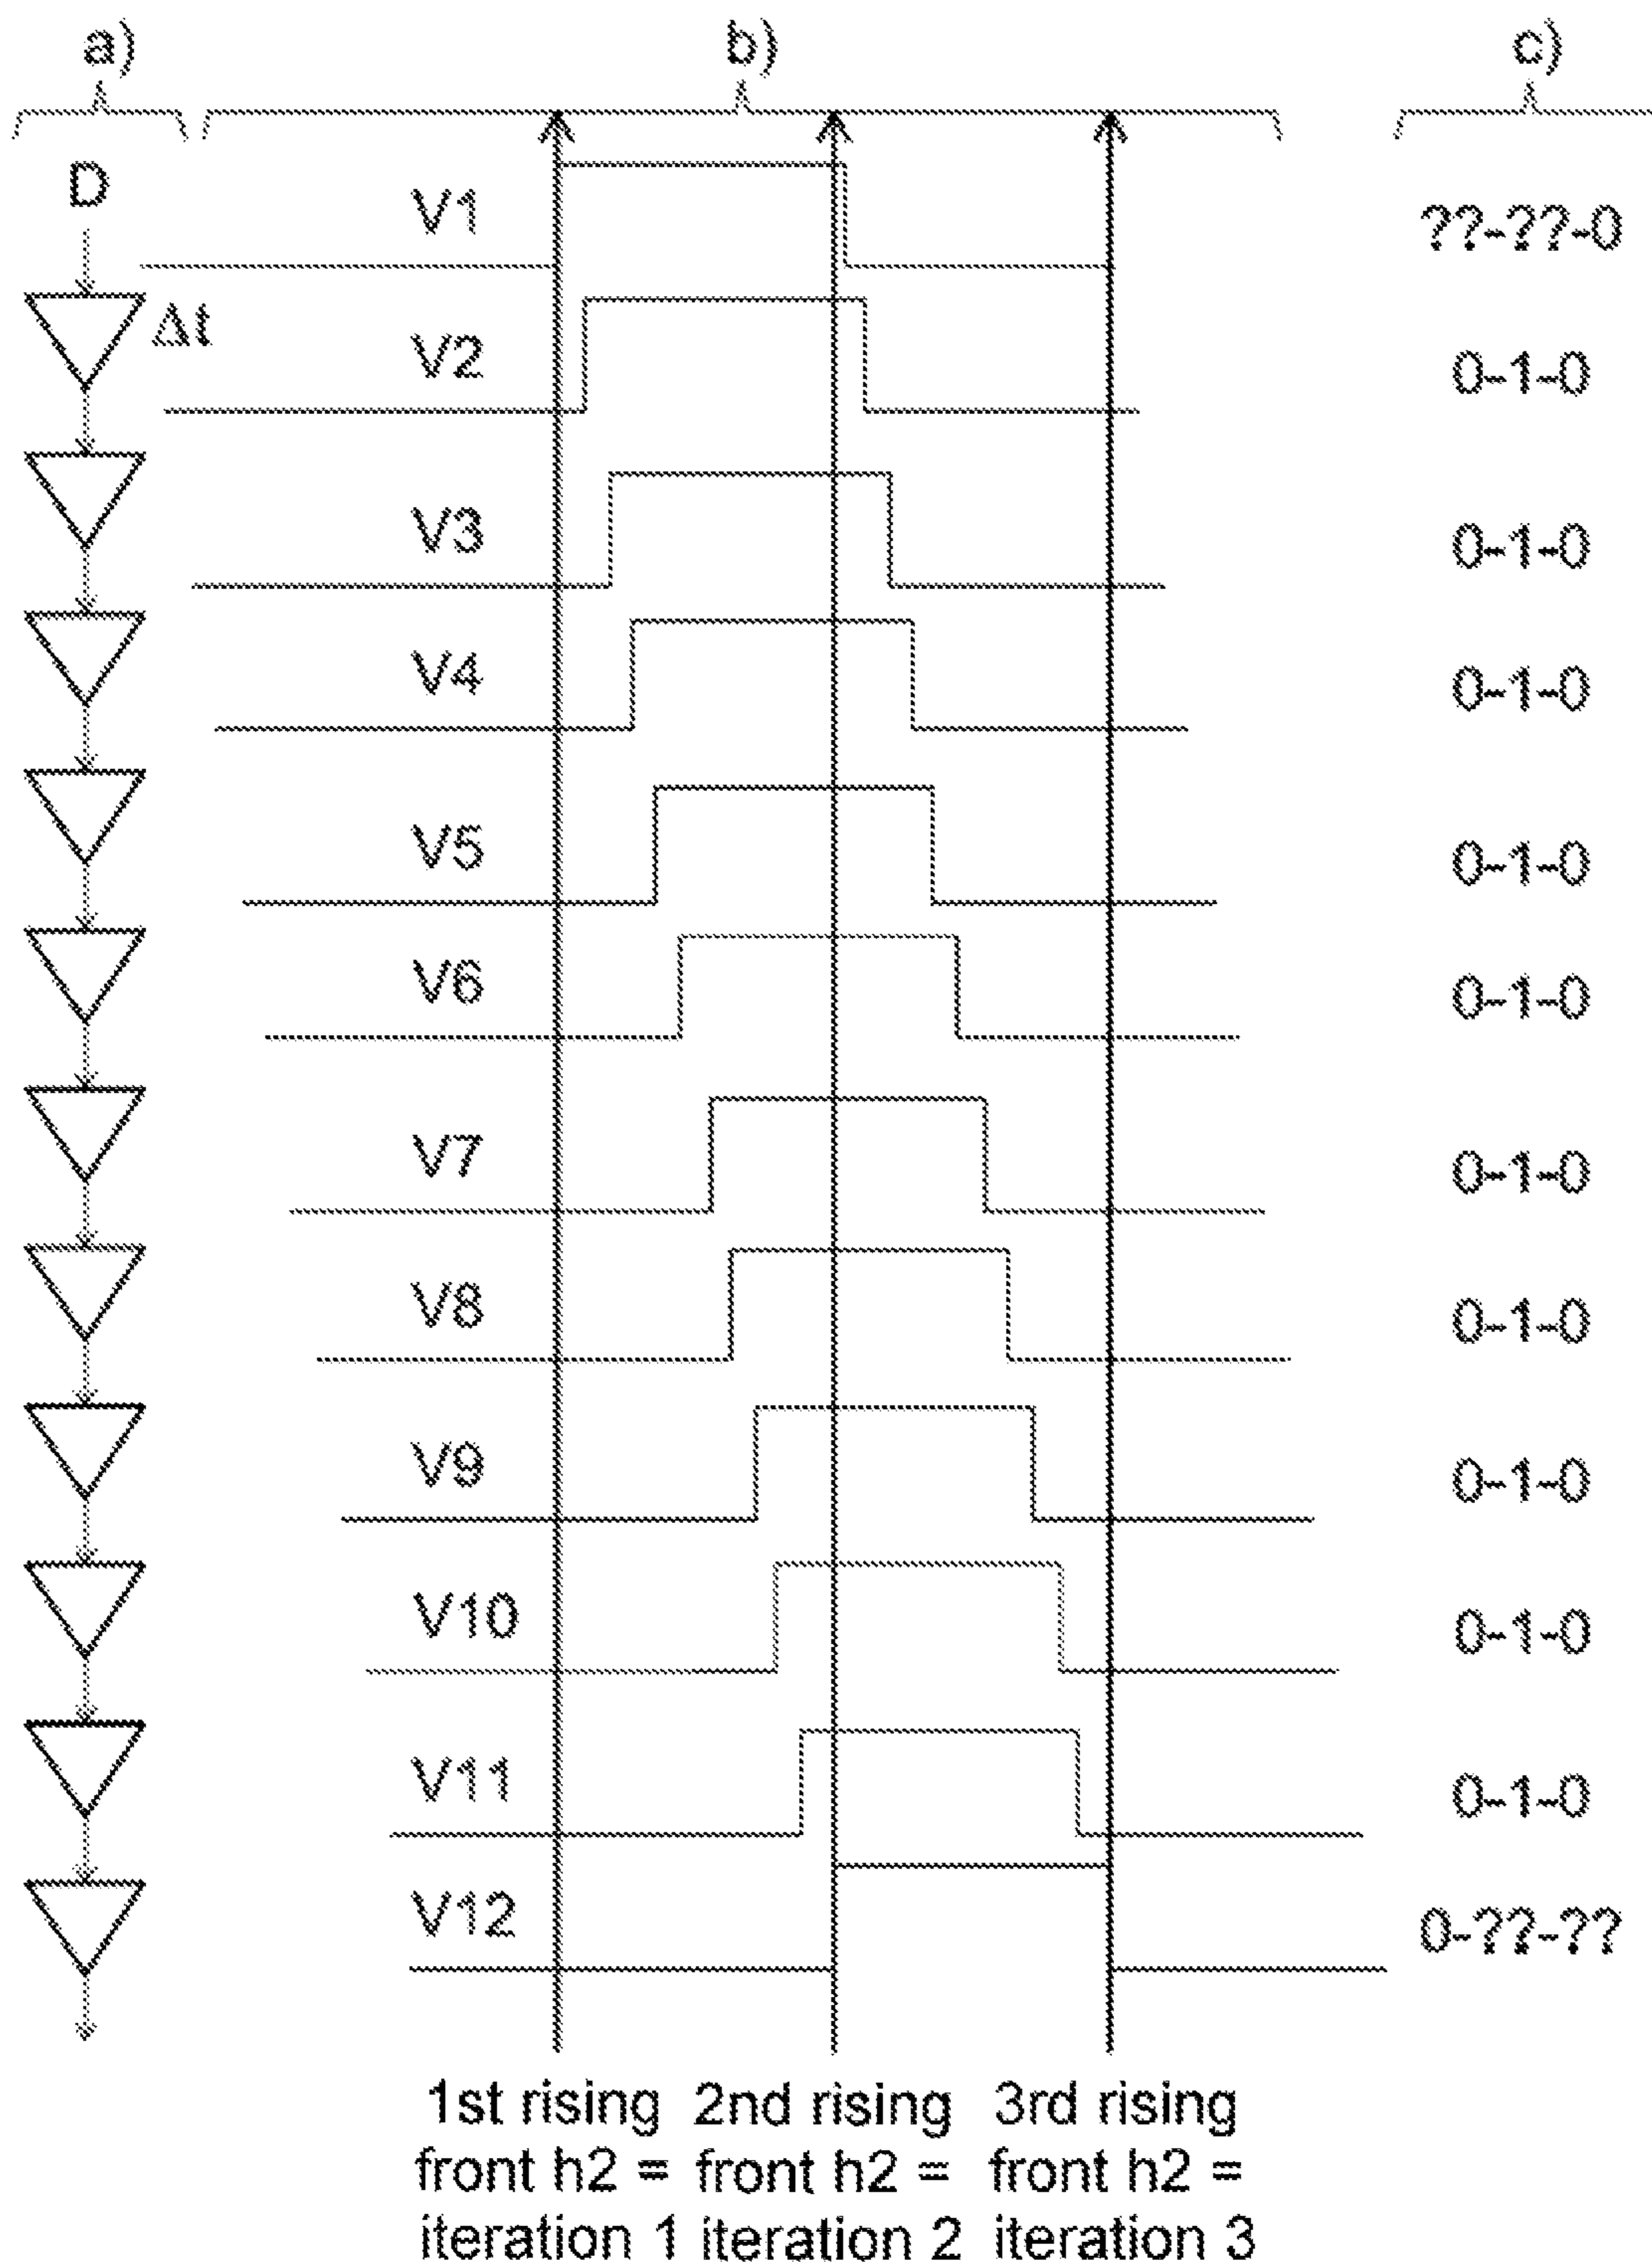 a) b) c)
D
V1 ??-??-0
Δt
V2 0-1-0
V3 0-1-0
V4 0-1-0
V5 0-1-0
V6 0-1-0
V7 0-1-0
V8 0-1-0
V9 0-1-0
V10 0-1-0
V11 0-1-0
V12 0-??-??
1st rising 2nd rising 3rd rising
front h2 = front h2 = front h2 =
iteration 1 iteration 2 iteration 3